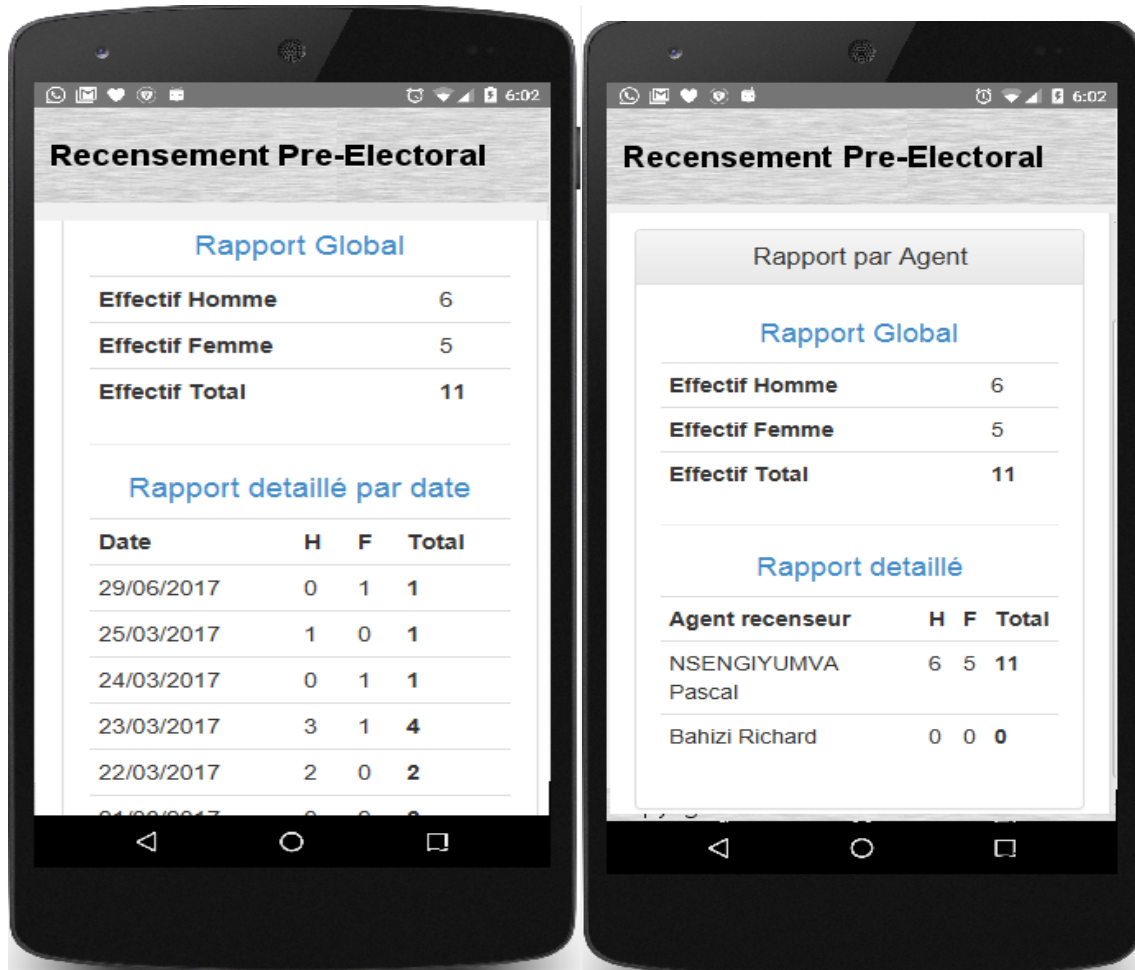 6:02
Recensement Pre-Electoral
Rapport Global
Effectif Homme 6
Effectif Femme 5
Effectif Total 11
Rapport detaillé par date
Date H F Total
29/06/2017 0 1 1
25/03/2017 1 0 1
24/03/2017 0 1 1
23/03/2017 3 1 4
22/03/2017 2 0 2
6:02
Recensement Pre-Electoral
Rapport par Agent
Rapport Global
Effectif Homme 6
Effectif Femme 5
Effectif Total 11
Rapport detaillé
Agent recenseur H F Total
NSENGIYUMVA 6 5 11
Pascal
Bahizi Richard 0 0 0